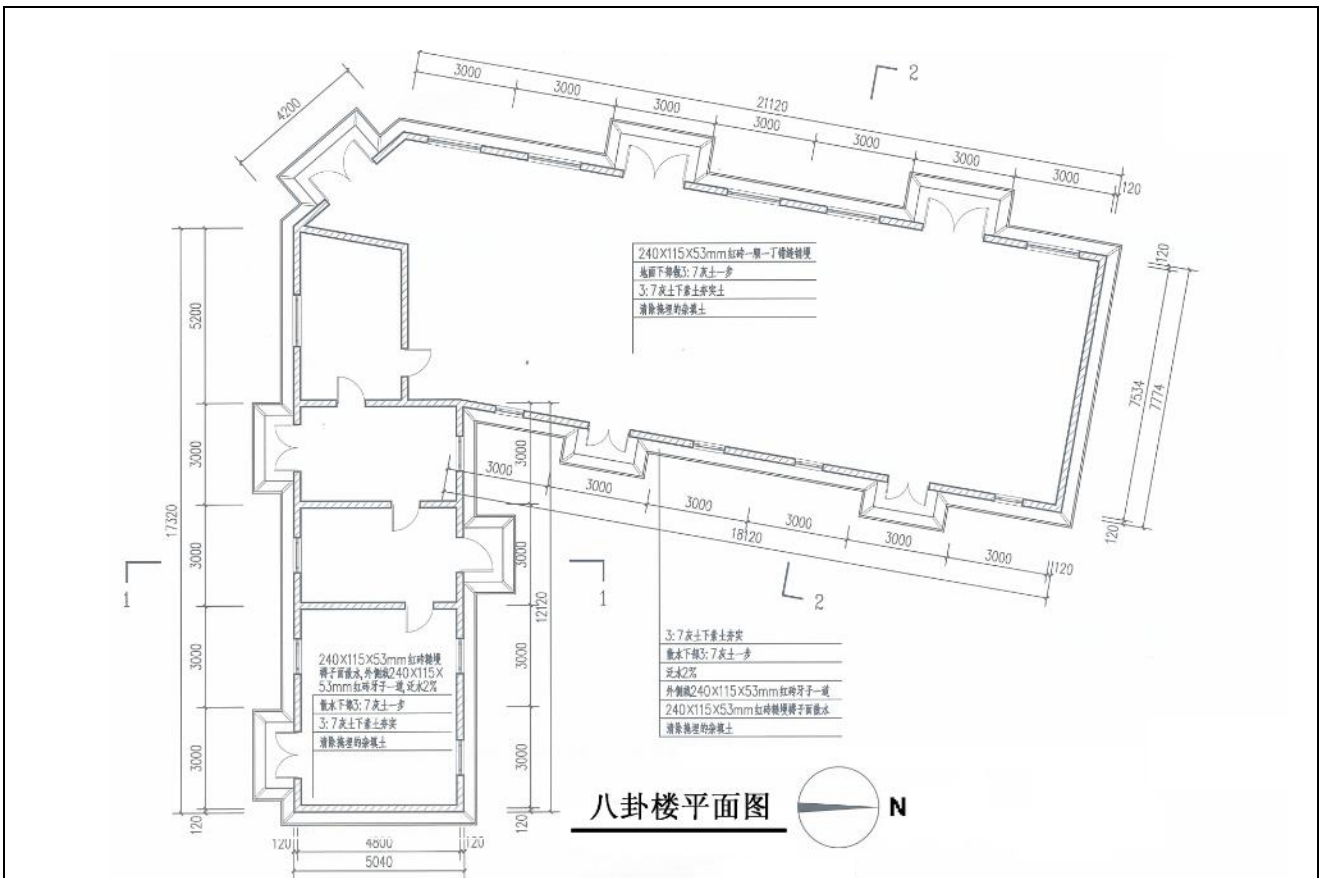 3000
3000
3000
3000
3000
3000
3000
120
21120
2
4200
240X115X53mm红砖一顺一丁错缝铺墁
地面下部做3:7灰土一步
3:7灰土下素土夯实土
清除拖埋的杂填土
120
7534
7774
120
5200
3000
3000
3000
3000
17320
120
3000
3000
3000
3000
3000
3000
120
18120
2
3000
3000
3000
3000
12120
120
1
1
240X115X53mm红砖糙墁
褥子面散水,外侧栽240X115X
53mm红砖牙子一道,泛水2%
散水下部3:7灰土一步
3:7灰土下素土夯实
清除拖埋的杂填土
3:7灰土下素土夯实
散水下部3:7灰土一步
泛水2%
外侧栽240X115X53mm红砖牙子一道
240X115X53mm红砖糙墁褥子面散水
清除拖埋的杂填土
八卦楼平面图
N
120
4800
120
5040